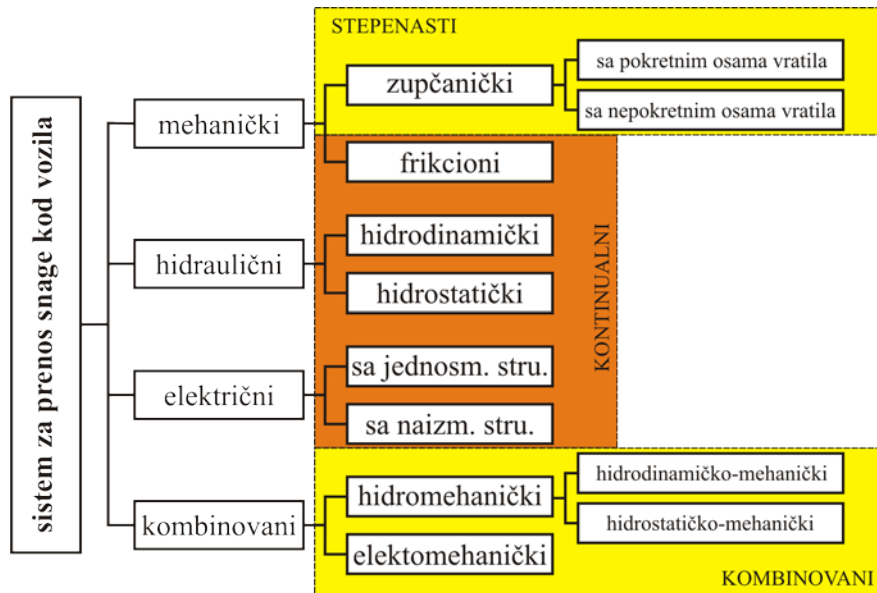 STEPENASTI
sa pokretnim osama vratila
zupčanički
sa nepokretnim osama vratila
mehanički
frikcioni
sistem za prenos snage kod vozila
hidraulični
hidrodinamički
hidrostatički
KONTINUALNI
električni
sa jednosm. stru.
sa naizm. stru.
kombinovani
hidromehanički
hidrodinamičko-mehanički
hidrostatičko-mehanički
elektomehanički
KOMBINOVANI